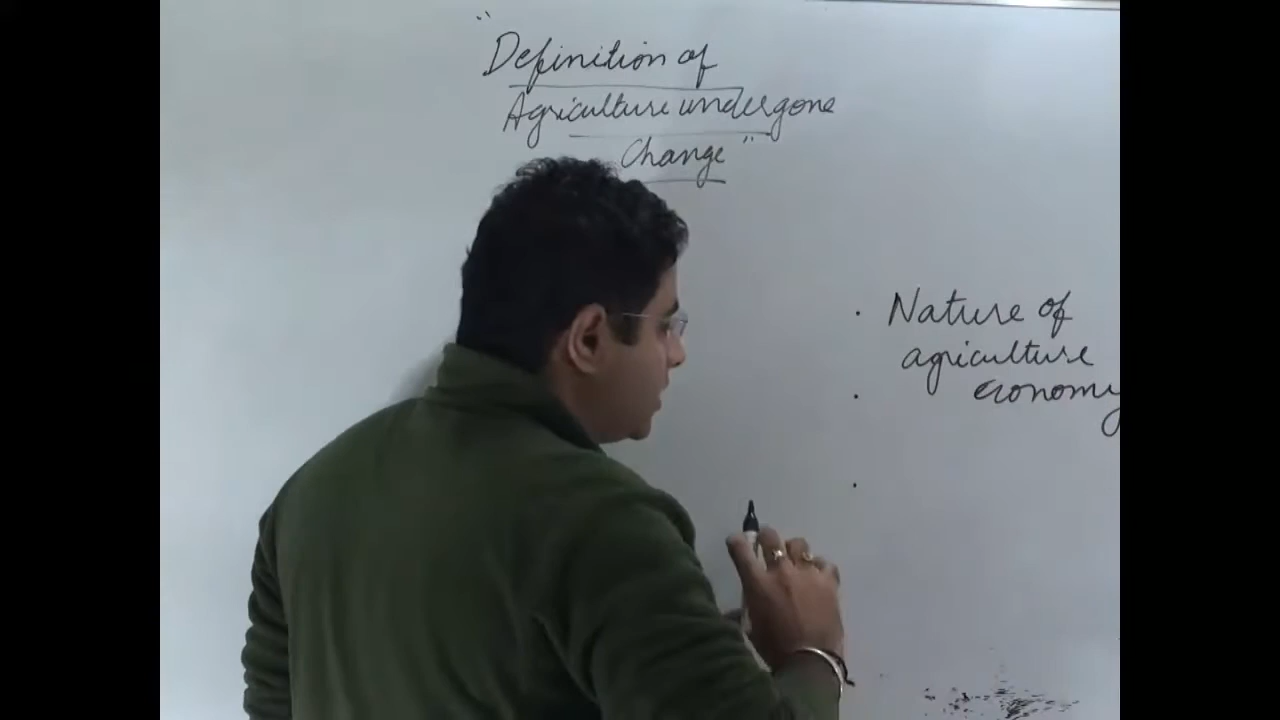 "Definition of
Agriculture undergone
Change"
. Nature of
agriculture
economy
.
.